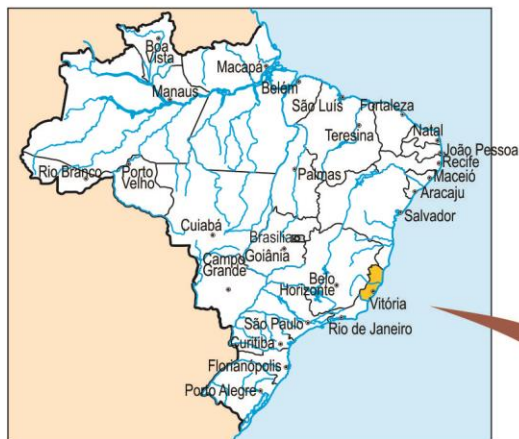 Boa
Vista
Macapá
Manaus
Belém
São Luís
Fortaleza
Teresina
Natal
João Pessoa
Recife
Maceió
Aracaju
Salvador
Rio Branco
Porto
Velho
Palmas
Cuiabá
Brasília
Goiânia
Campo
Grande
Belo
Horizonte
Vitória
São Paulo
Rio de Janeiro
Curitiba
Florianópolis
Porto Alegre